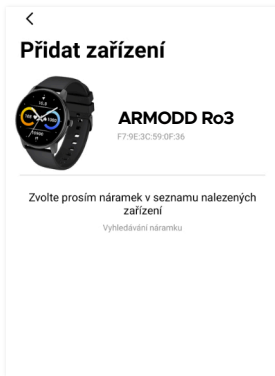 Přidat zařízení
ARMODD Ro3
F7:9E:3C:59:0F:36
Zvolte prosím náramek v seznamu nalezených
zařízení
Vyhledávání náramku